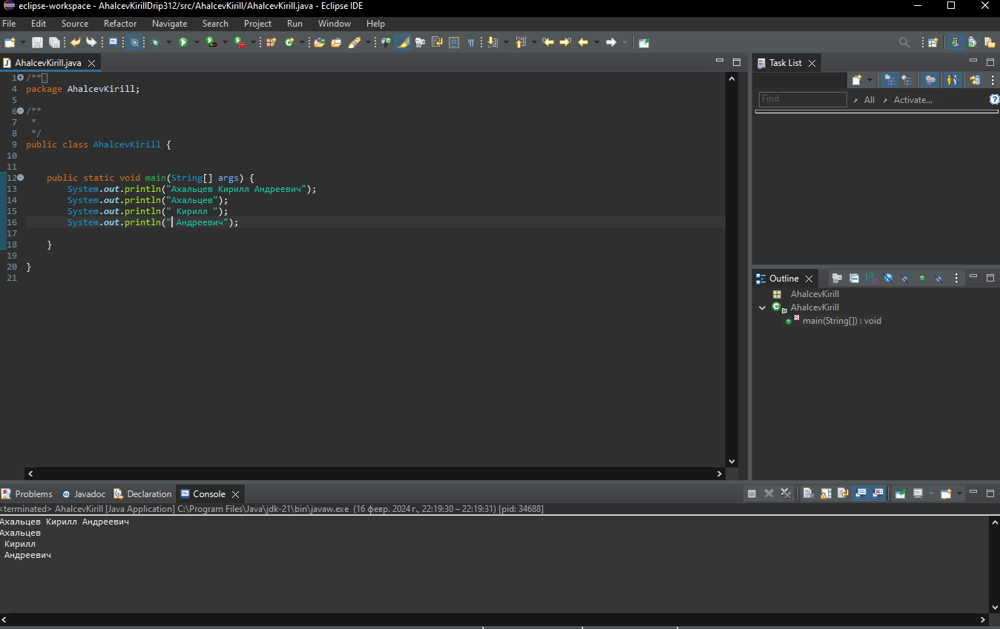 eclipse-workspace - AhalcevKirillDrip312/src/AhalcevKirill/AhalcevKirill.java - Eclipse IDE
File Edit Source Refactor Navigate Search Project Run Window Help
AhalcevKirill.java
1 /**
4 package AhalcevKirill;
5
6 /**
7 *
8 */
9 public class AhalcevKirill {
10
11
12 public static void main(String[] args) {
13 System.out.println("Ахальцев Кирилл Андреевич");
14 System.out.println("Ахальцев");
15 System.out.println(" Кирилл ");
16 System.out.println(" Андреевич");
17
18 }
19
20 }
21
Task List
Find All Activate...
Outline
AhalcevKirill
AhalcevKirill
main(String[]) : void
Problems Javadoc Declaration Console
<terminated> AhalcevKirill [Java Application] C:\Program Files\Java\jdk-21\bin\javaw.exe (16 февр. 2024 г., 22:19:30 – 22:19:31) [pid: 34688]
Ахальцев Кирилл Андреевич
Ахальцев
Кирилл
Андреевич